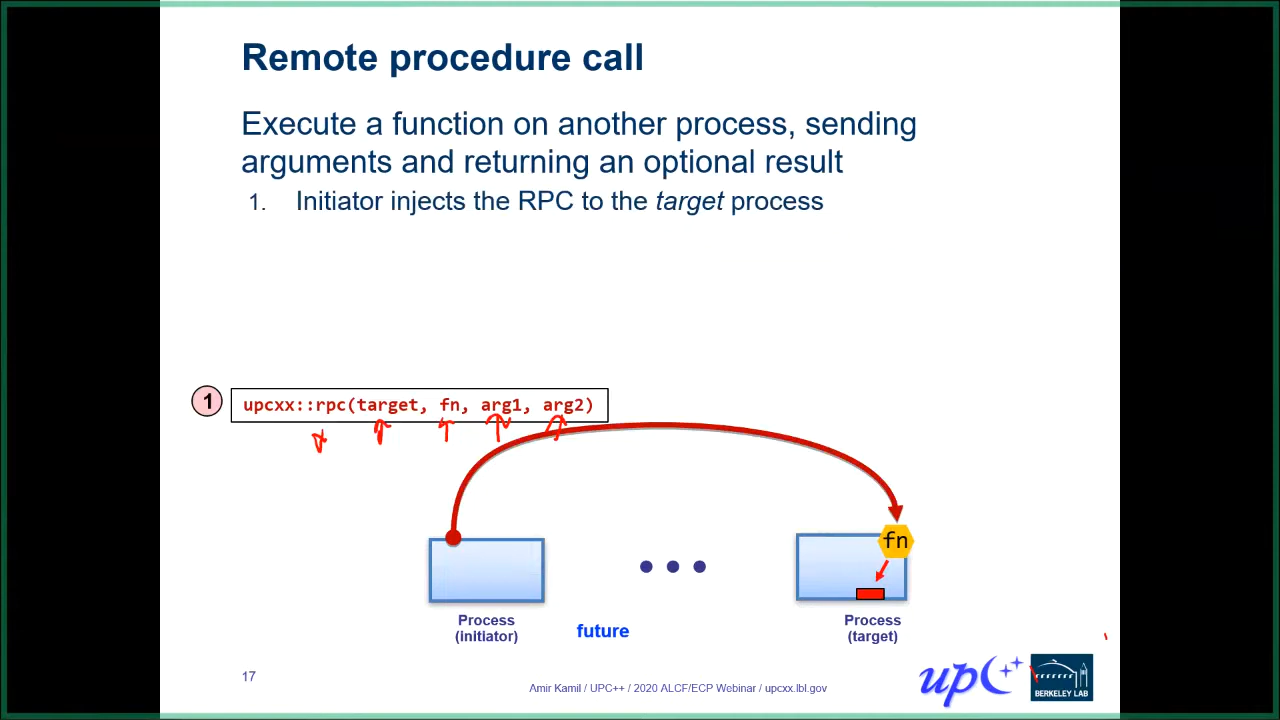 Remote procedure call
Execute a function on another process, sending
arguments and returning an optional result
1. Initiator injects the RPC to the target process
1
upcxx::rpc(target, fn, arg1, arg2)
fn
Process
(initiator)
future
Process
(target)
17
Amir Kamil / UPC++ / 2020 ALCF/ECP Webinar / upcxx.lbl.gov
upC++
BERKELEY LAB